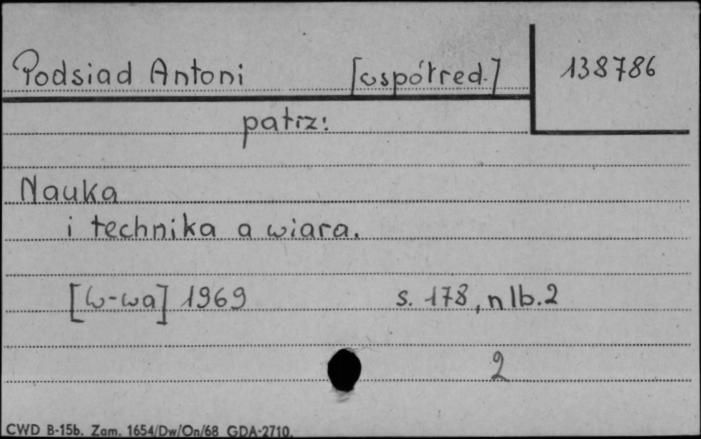 Podsiad Antoni [współred.] 138786
patrz:
Nauka
i technika a wiara.
[W-wa] 1969 s. 178, nlb. 2
2
CWD B-15b. Zam. 1654/Dw/On/68 GDA-2710.